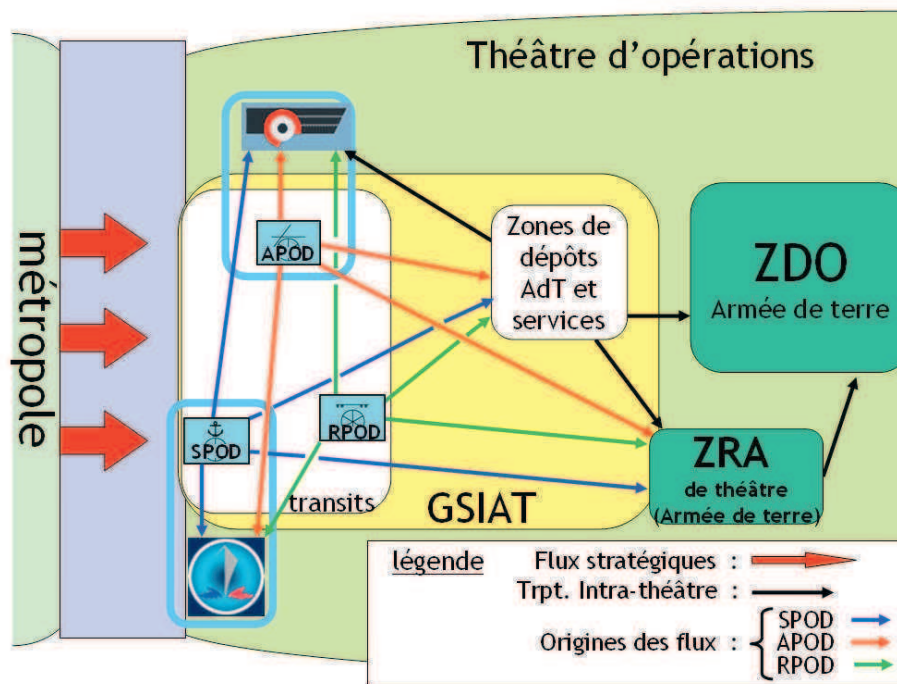 Théâtre d'opérations
métropole
APOD
Zones de
dépôts
AdT et
services
ZDO
Armée de terre
SPOD
RPOD
transits
GSIAT
ZRA
de théâtre
(Armée de terre)
légende
Flux stratégiques :
Trpt. Intra-théâtre :
Origines des flux :
SPOD
APOD
RPOD